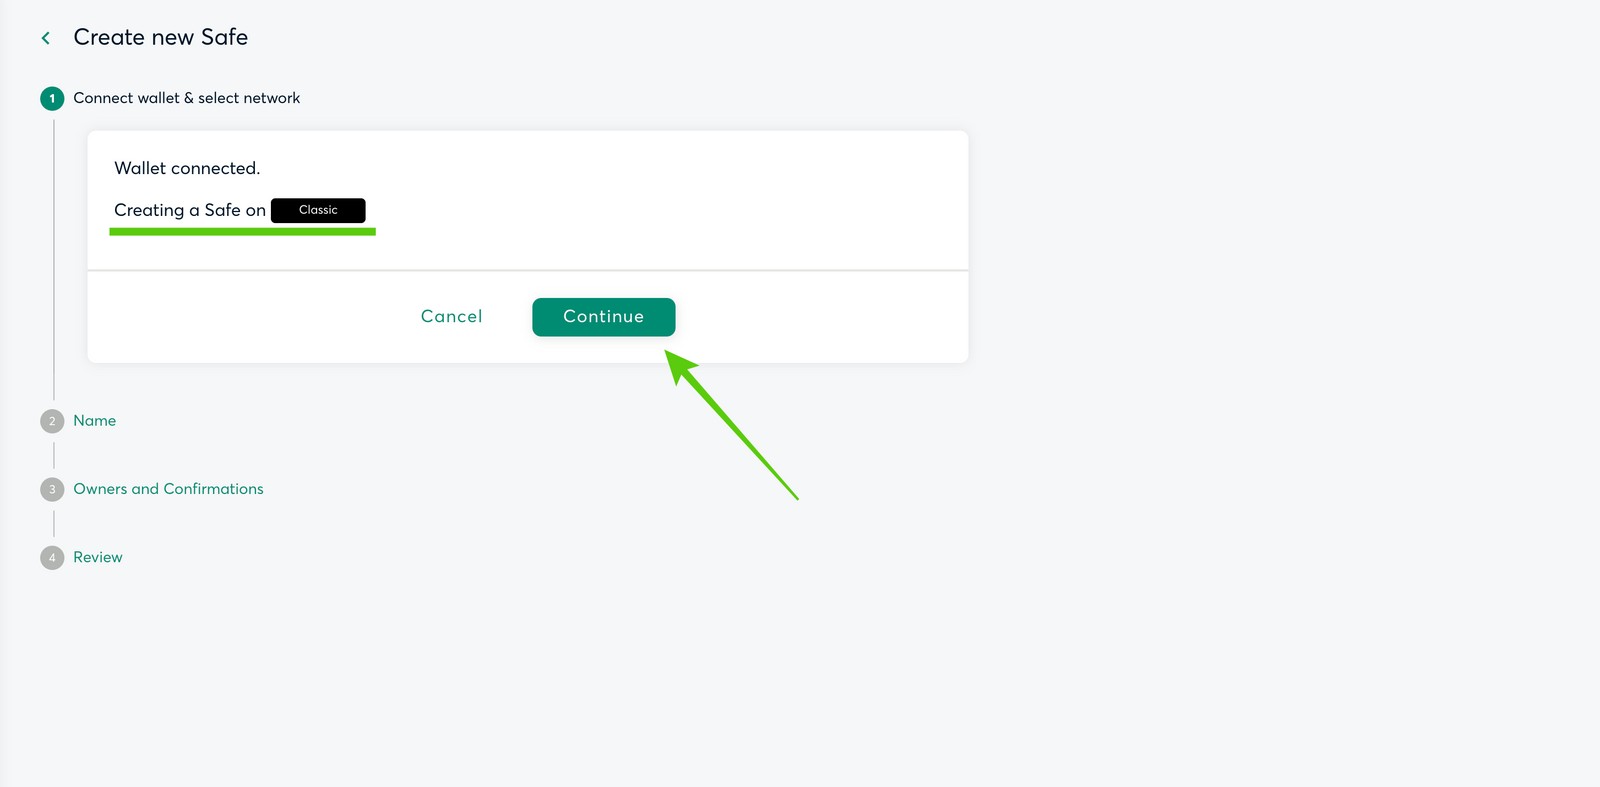 Create new Safe
1 Connect wallet & select network
Wallet connected.
Creating a Safe on Classic
Cancel Continue
2 Name
3 Owners and Confirmations
4 Review